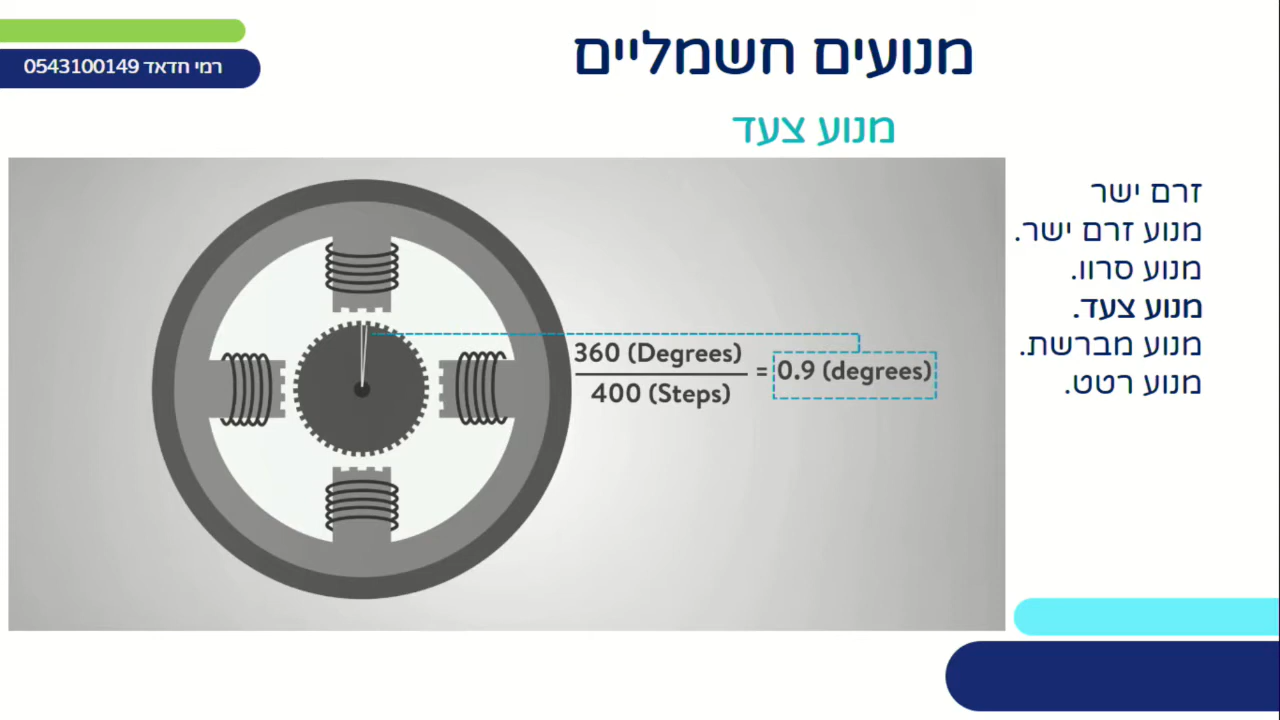 רמי חדאד 0543100149
מנועים חשמליים
מנוע צעד
זרם ישר
מנוע זרם ישר.
מנוע סרוו.
מנוע צעד.
מנוע מברשת.
מנוע רטט.
360 (Degrees)
400 (Steps)
= 0.9 (degrees)